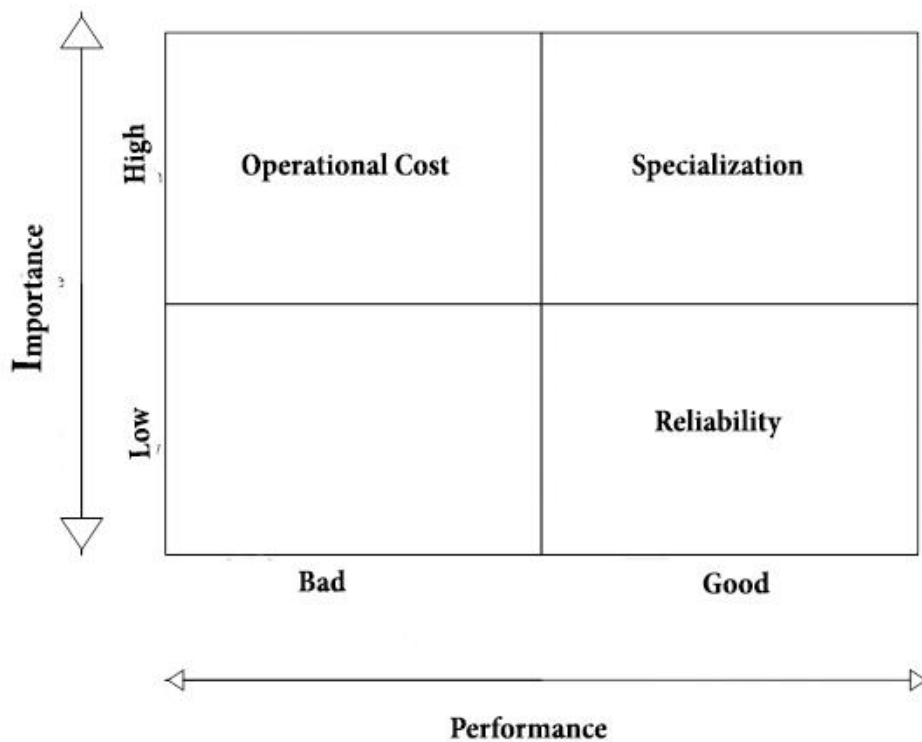 High
Operational Cost
Specialization
Importance
Low
Reliability
Bad
Good
Performance